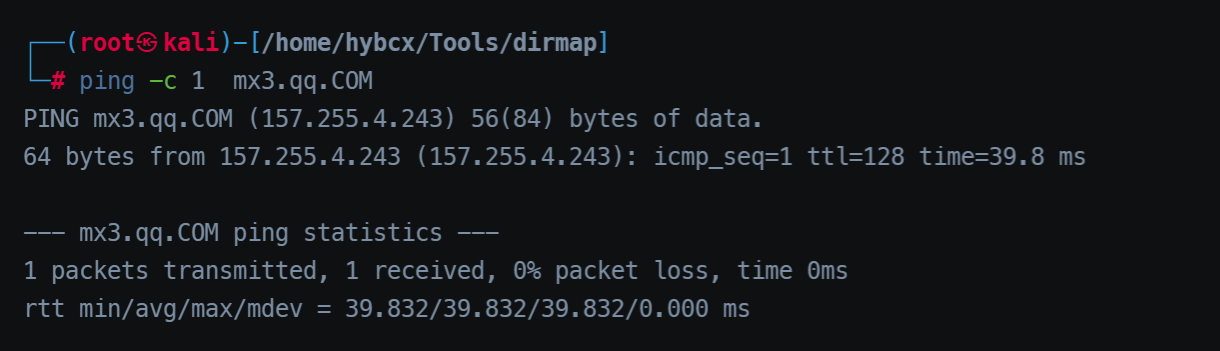 ┌──(root㉿kali)-[/home/hybcx/Tools/dirmap]
└─# ping -c 1  mx3.qq.COM
PING mx3.qq.COM (157.255.4.243) 56(84) bytes of data.
64 bytes from 157.255.4.243 (157.255.4.243): icmp_seq=1 ttl=128 time=39.8 ms
--- mx3.qq.COM ping statistics ---
1 packets transmitted, 1 received, 0% packet loss, time 0ms
rtt min/avg/max/mdev = 39.832/39.832/39.832/0.000 ms